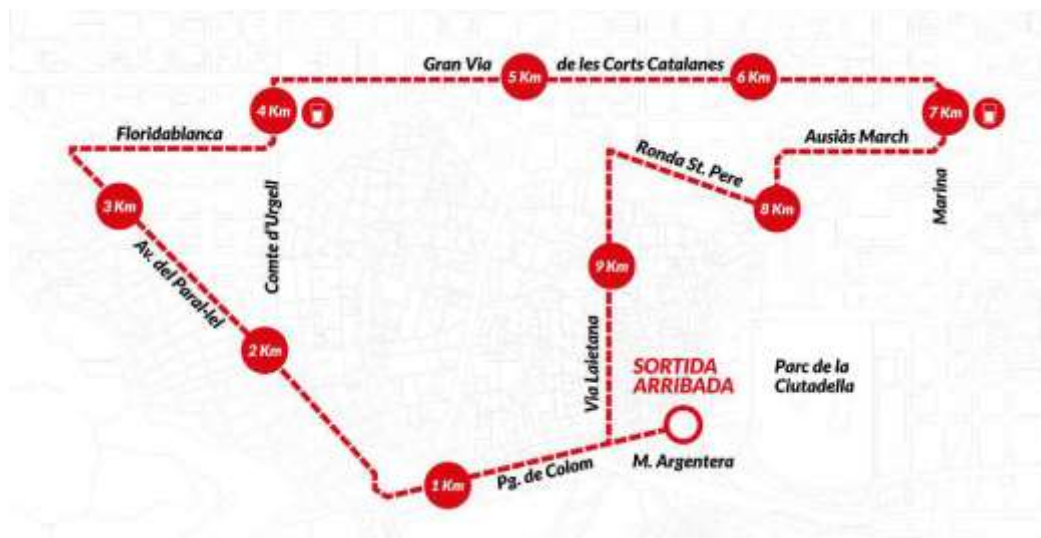 Gran Via
5 Km
de les Corts Catalanes
6 Km
4 Km
7 Km
Floridablanca
Ausiàs March
Ronda St. Pere
3 Km
8 Km
Marina
Comte d'Urgell
Av. del Paral·lel
9 Km
2 Km
Via Laietana
SORTIDA
ARRIBADA
Parc de la
Ciutadella
M. Argentera
Pg. de Colom
1 Km